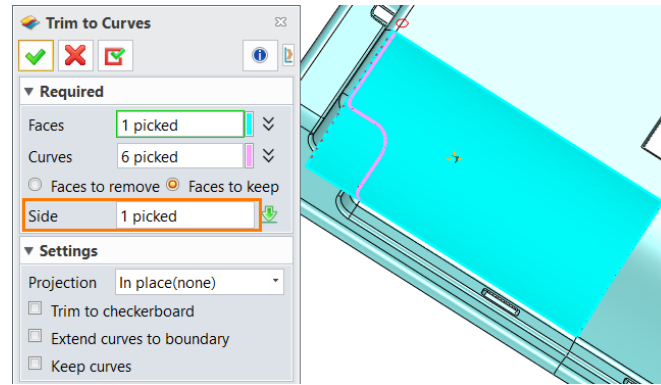 Trim to Curves
Required
Faces 1 picked
Curves 6 picked
Faces to remove Faces to keep
Side 1 picked
Settings
Projection In place(none)
Trim to checkerboard
Extend curves to boundary
Keep curves